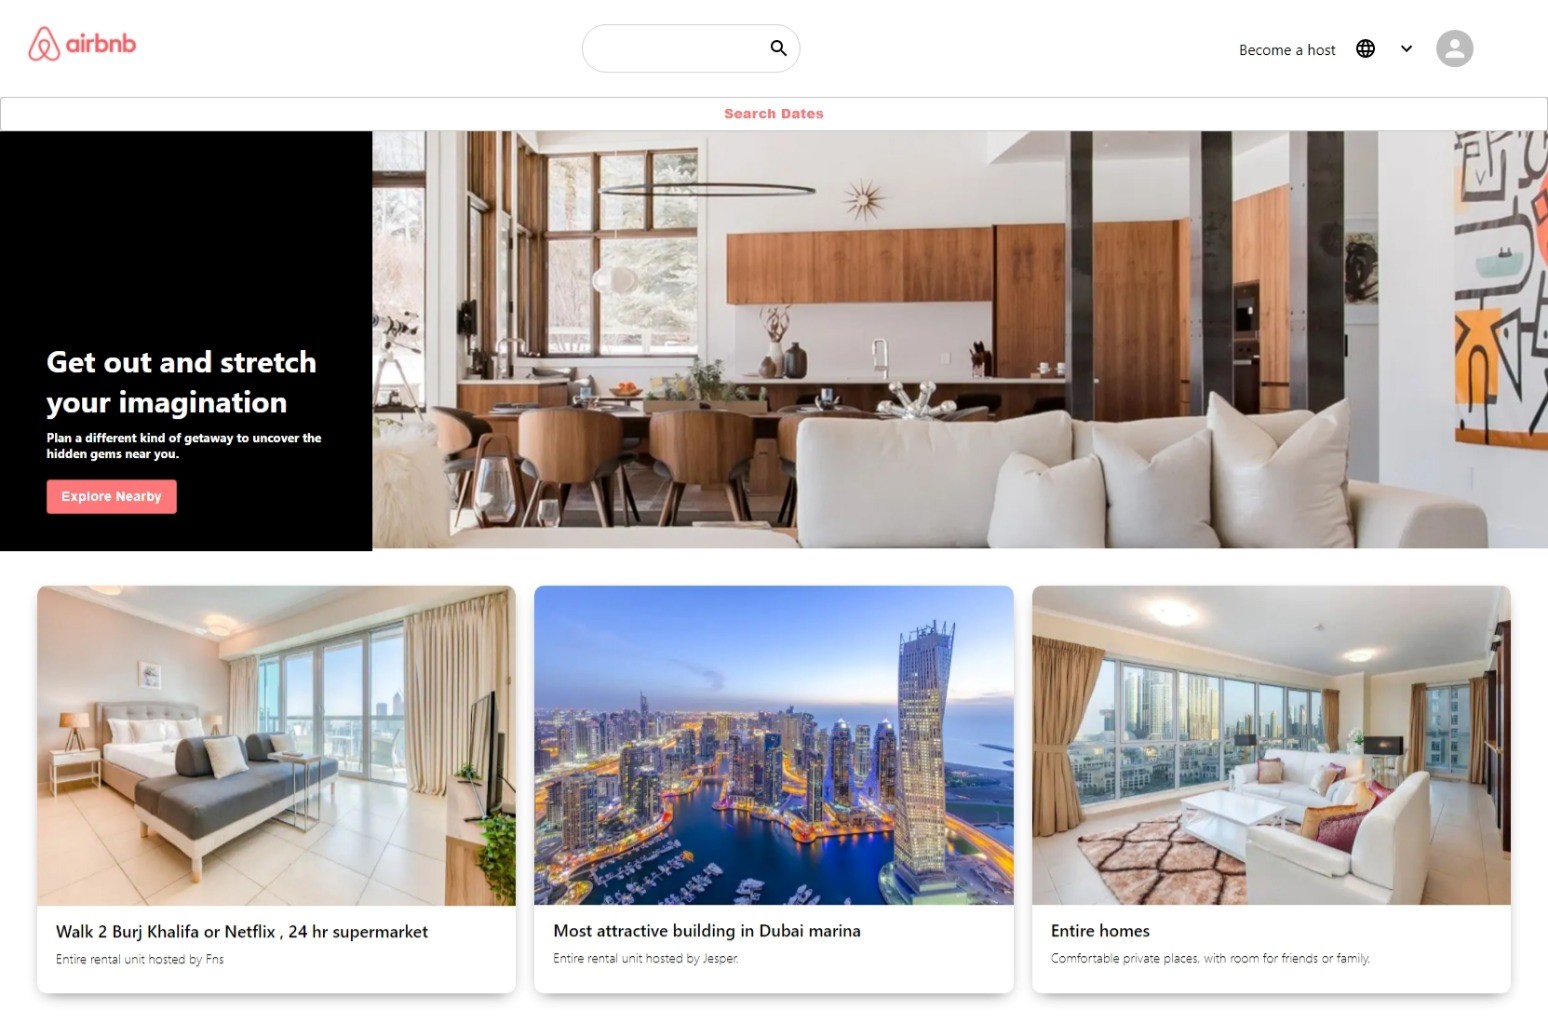 airbnb
Become a host
Search Dates
Get out and stretch
your imagination
Plan a different kind of getaway to uncover the
hidden gems near you.
Explore Nearby
Walk 2 Burj Khalifa or Netflix , 24 hr supermarket
Entire rental unit hosted by Fns
Most attractive building in Dubai marina
Entire rental unit hosted by Jesper.
Entire homes
Comfortable private places, with room for friends or family.